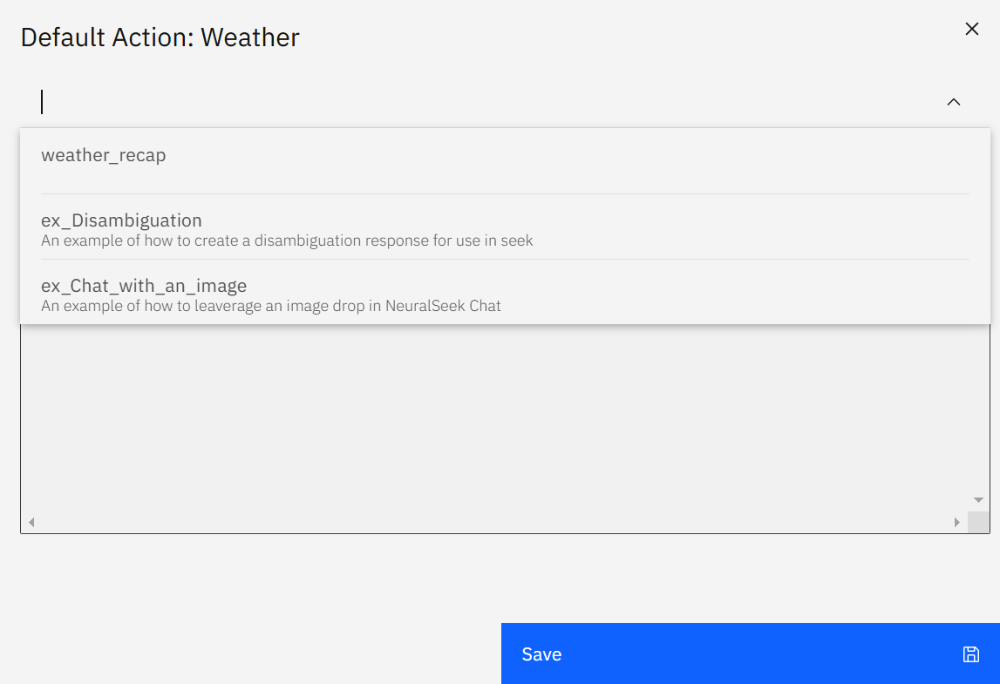 Default Action: Weather
weather_recap
ex_Disambiguation
An example of how to create a disambiguation response for use in seek
ex_Chat_with_an_image
An example of how to leaverage an image drop in NeuralSeek Chat
Save